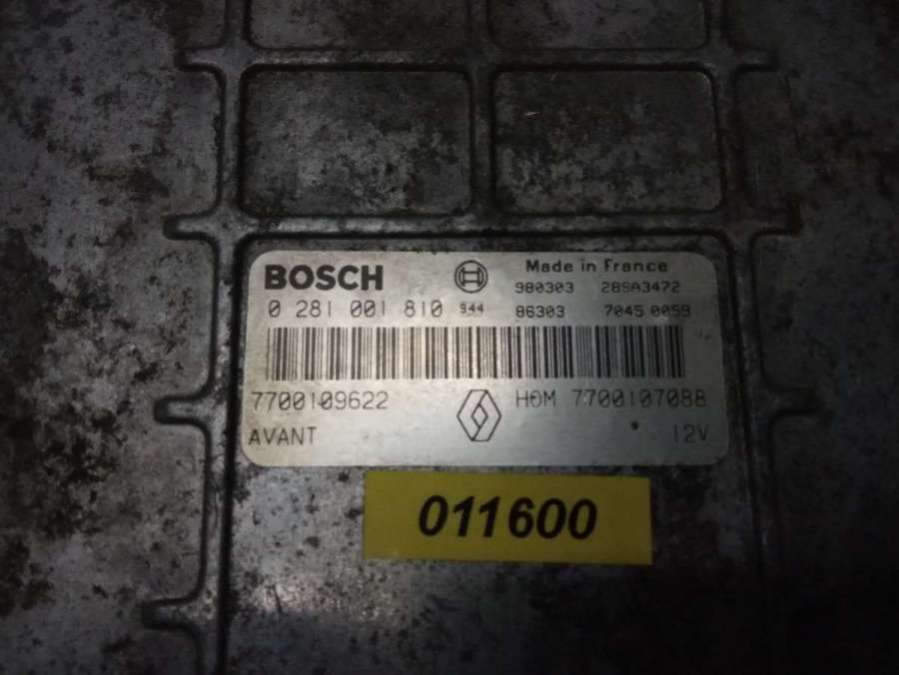 BOSCH Made in France
980303 28SA3472
0 281 001 810 944 86303 7045 0059
7700109622 HOM 7700107088
AVANT 12V
011600